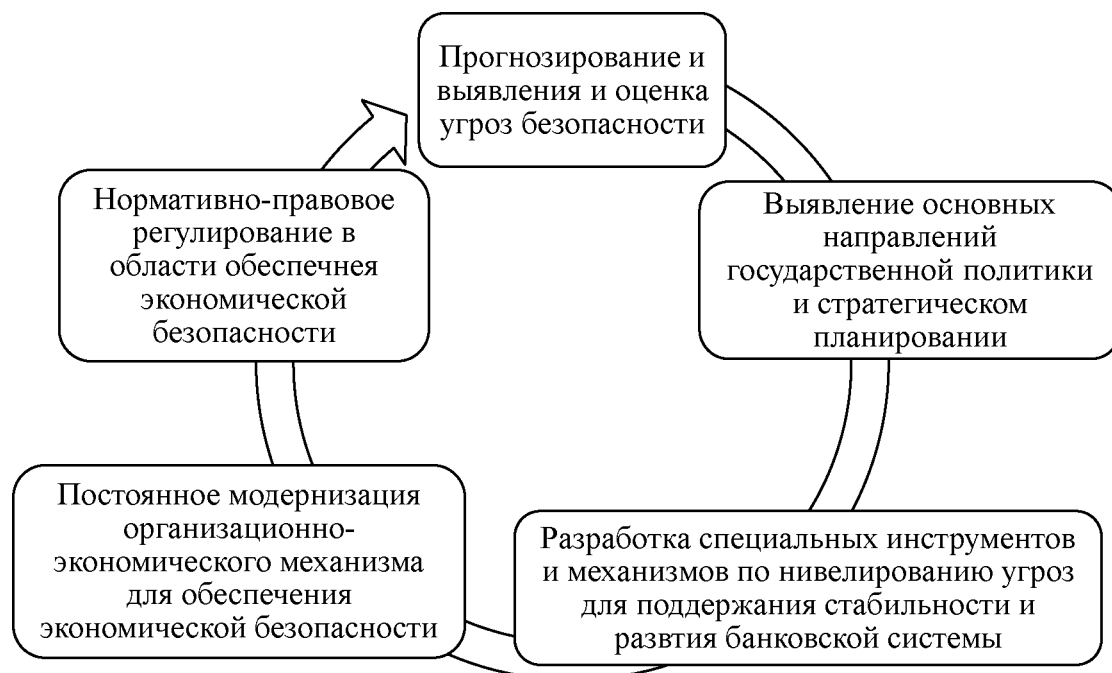 Прогнозирование и
выявления и оценка
угроз безопасности
Выявление основных
направлений
государственной политики
и стратегическом
планировании
Разработка специальных инструментов
и механизмов по нивелированию угроз
для поддержания стабильности и
развтия банковской системы
Постоянное модернизация
организационно-
экономического механизма
для обеспечения
экономической безопасности
Нормативно-правовое
регулирование в
области обеспечнея
экономической
безопасности